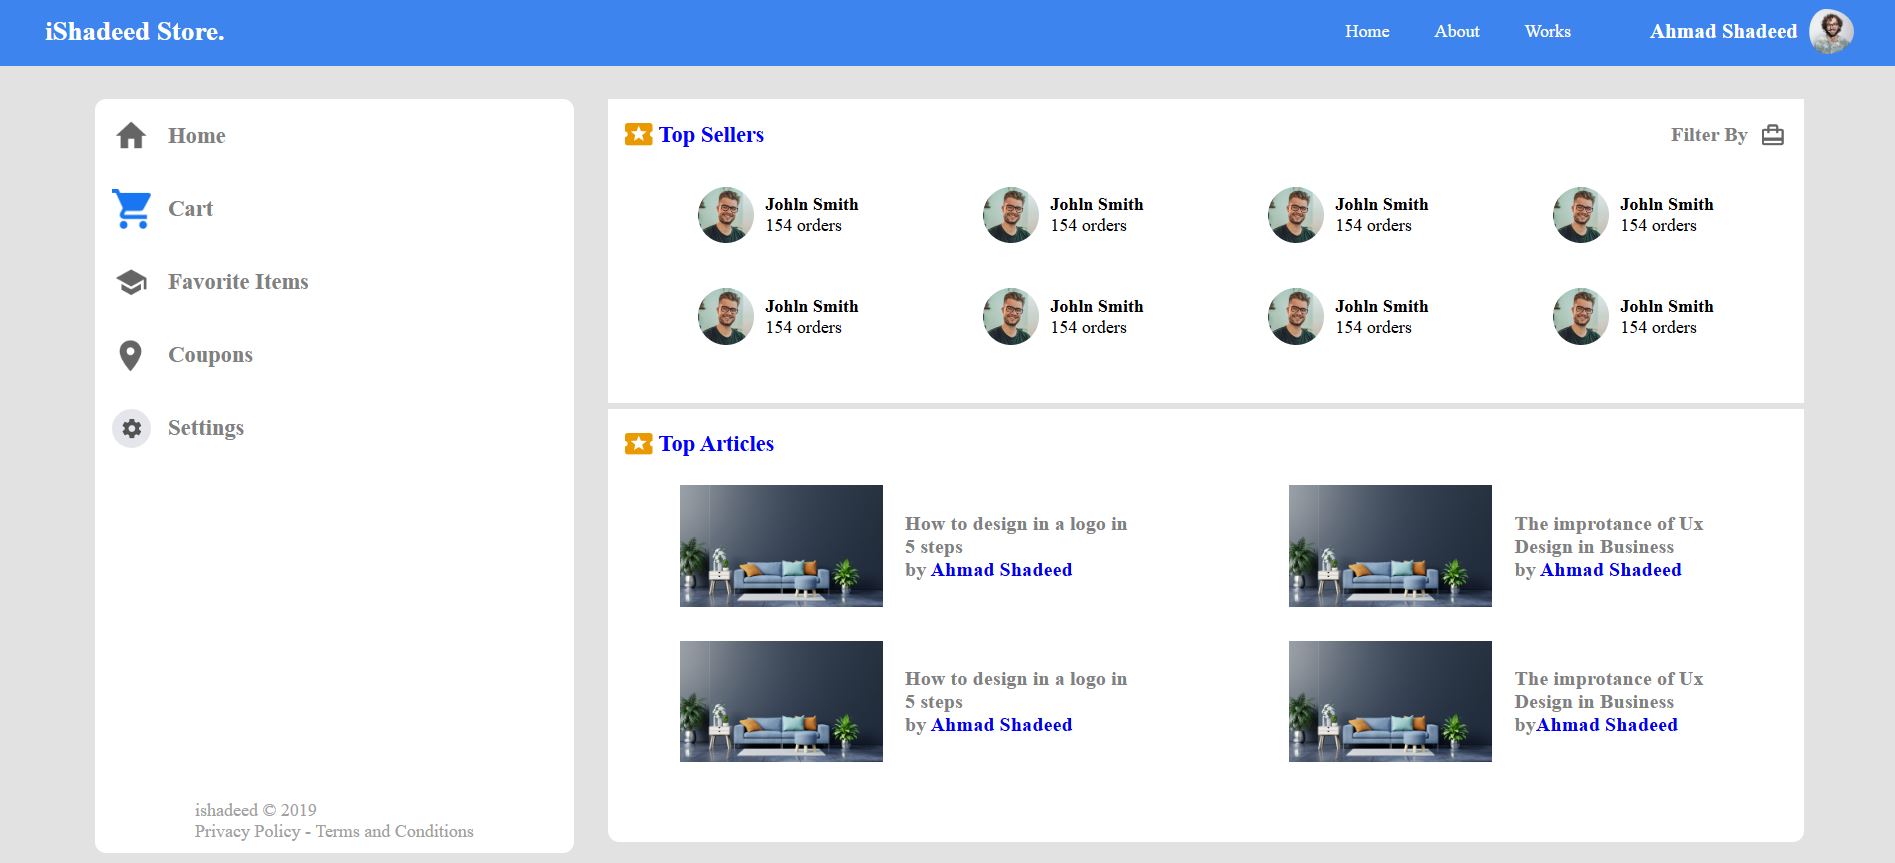 iShadeed Store.
Home
About
Works
Ahmad Shadeed
Home
Cart
Favorite Items
Coupons
Settings
ishadeed © 2019
Privacy Policy - Terms and Conditions
Top Sellers
Filter By
Johln Smith
154 orders
Johln Smith
154 orders
Johln Smith
154 orders
Johln Smith
154 orders
Johln Smith
154 orders
Johln Smith
154 orders
Johln Smith
154 orders
Johln Smith
154 orders
Top Articles
How to design in a logo in
5 steps
by Ahmad Shadeed
The improtance of Ux
Design in Business
by Ahmad Shadeed
How to design in a logo in
5 steps
by Ahmad Shadeed
The improtance of Ux
Design in Business
byAhmad Shadeed